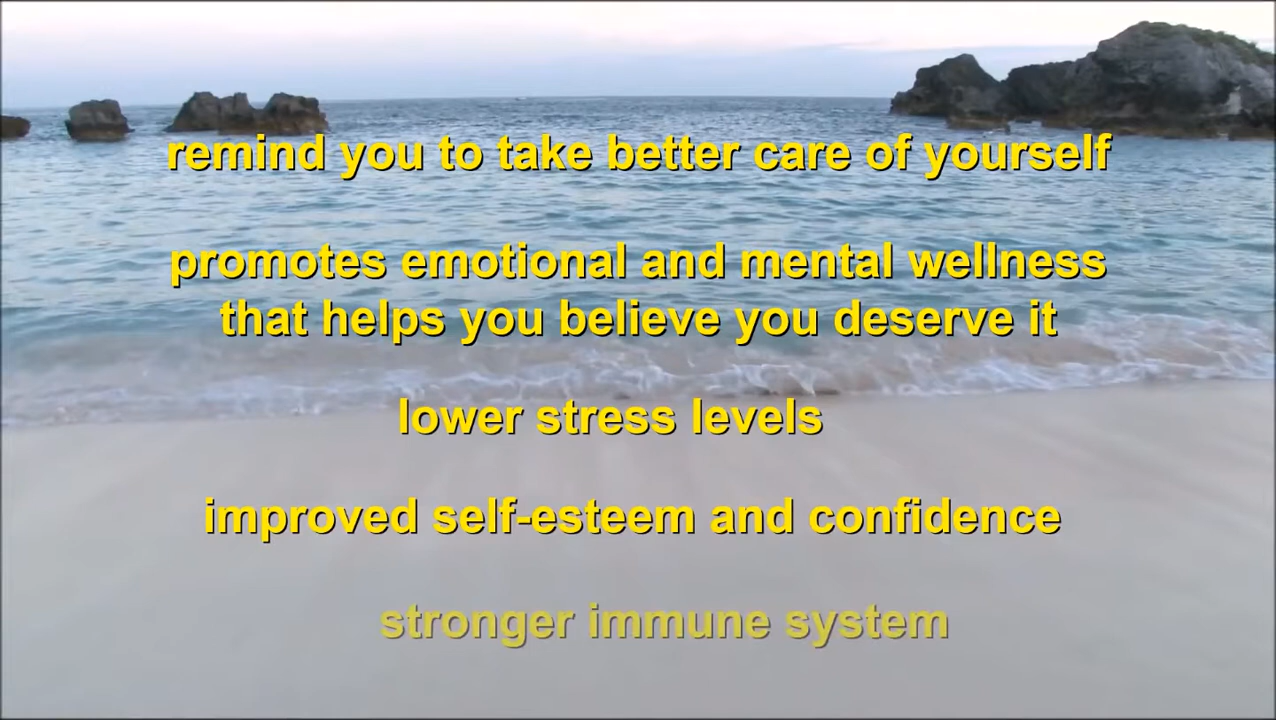 remind you to take better care of yourself
promotes emotional and mental wellness
that helps you believe you deserve it
lower stress levels
improved self-esteem and confidence
stronger immune system